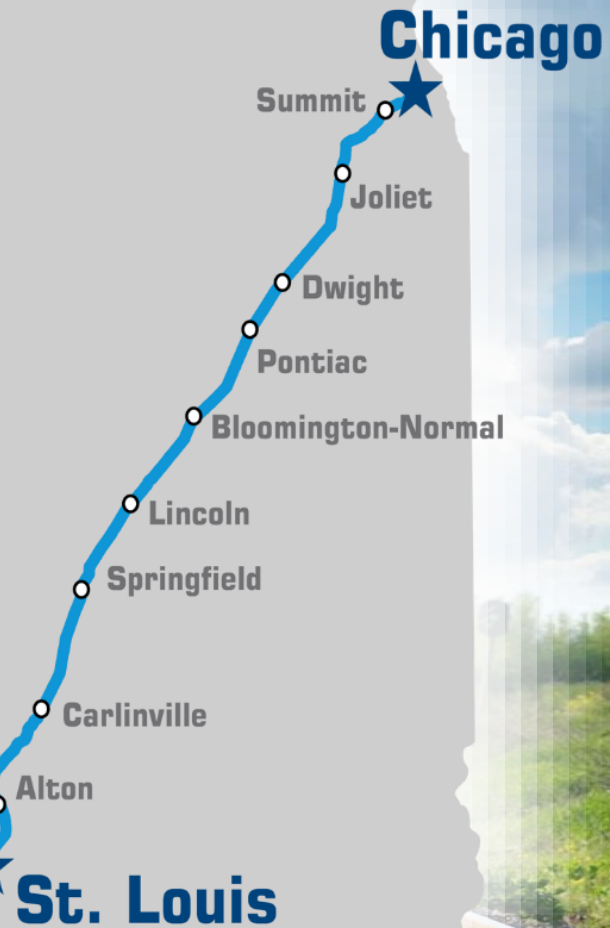 Chicago
Summit
Joliet
Dwight
Pontiac
Bloomington-Normal
Lincoln
Springfield
Carlinville
Alton
St. Louis